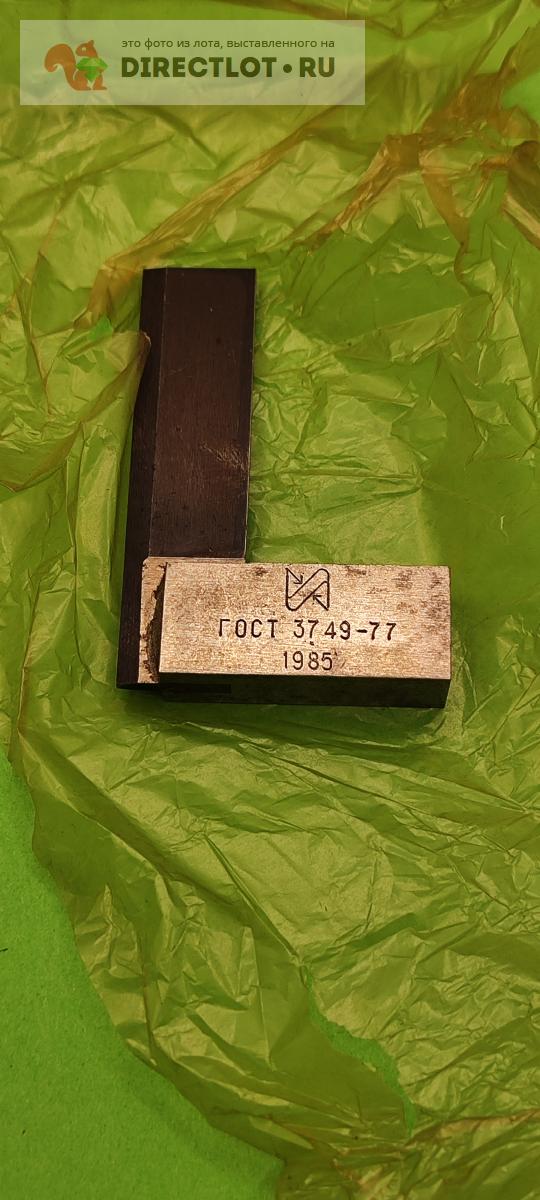 это фото из лота, выставленного на
DIRECTLOT•RU
ГОСТ 3749-77
1985